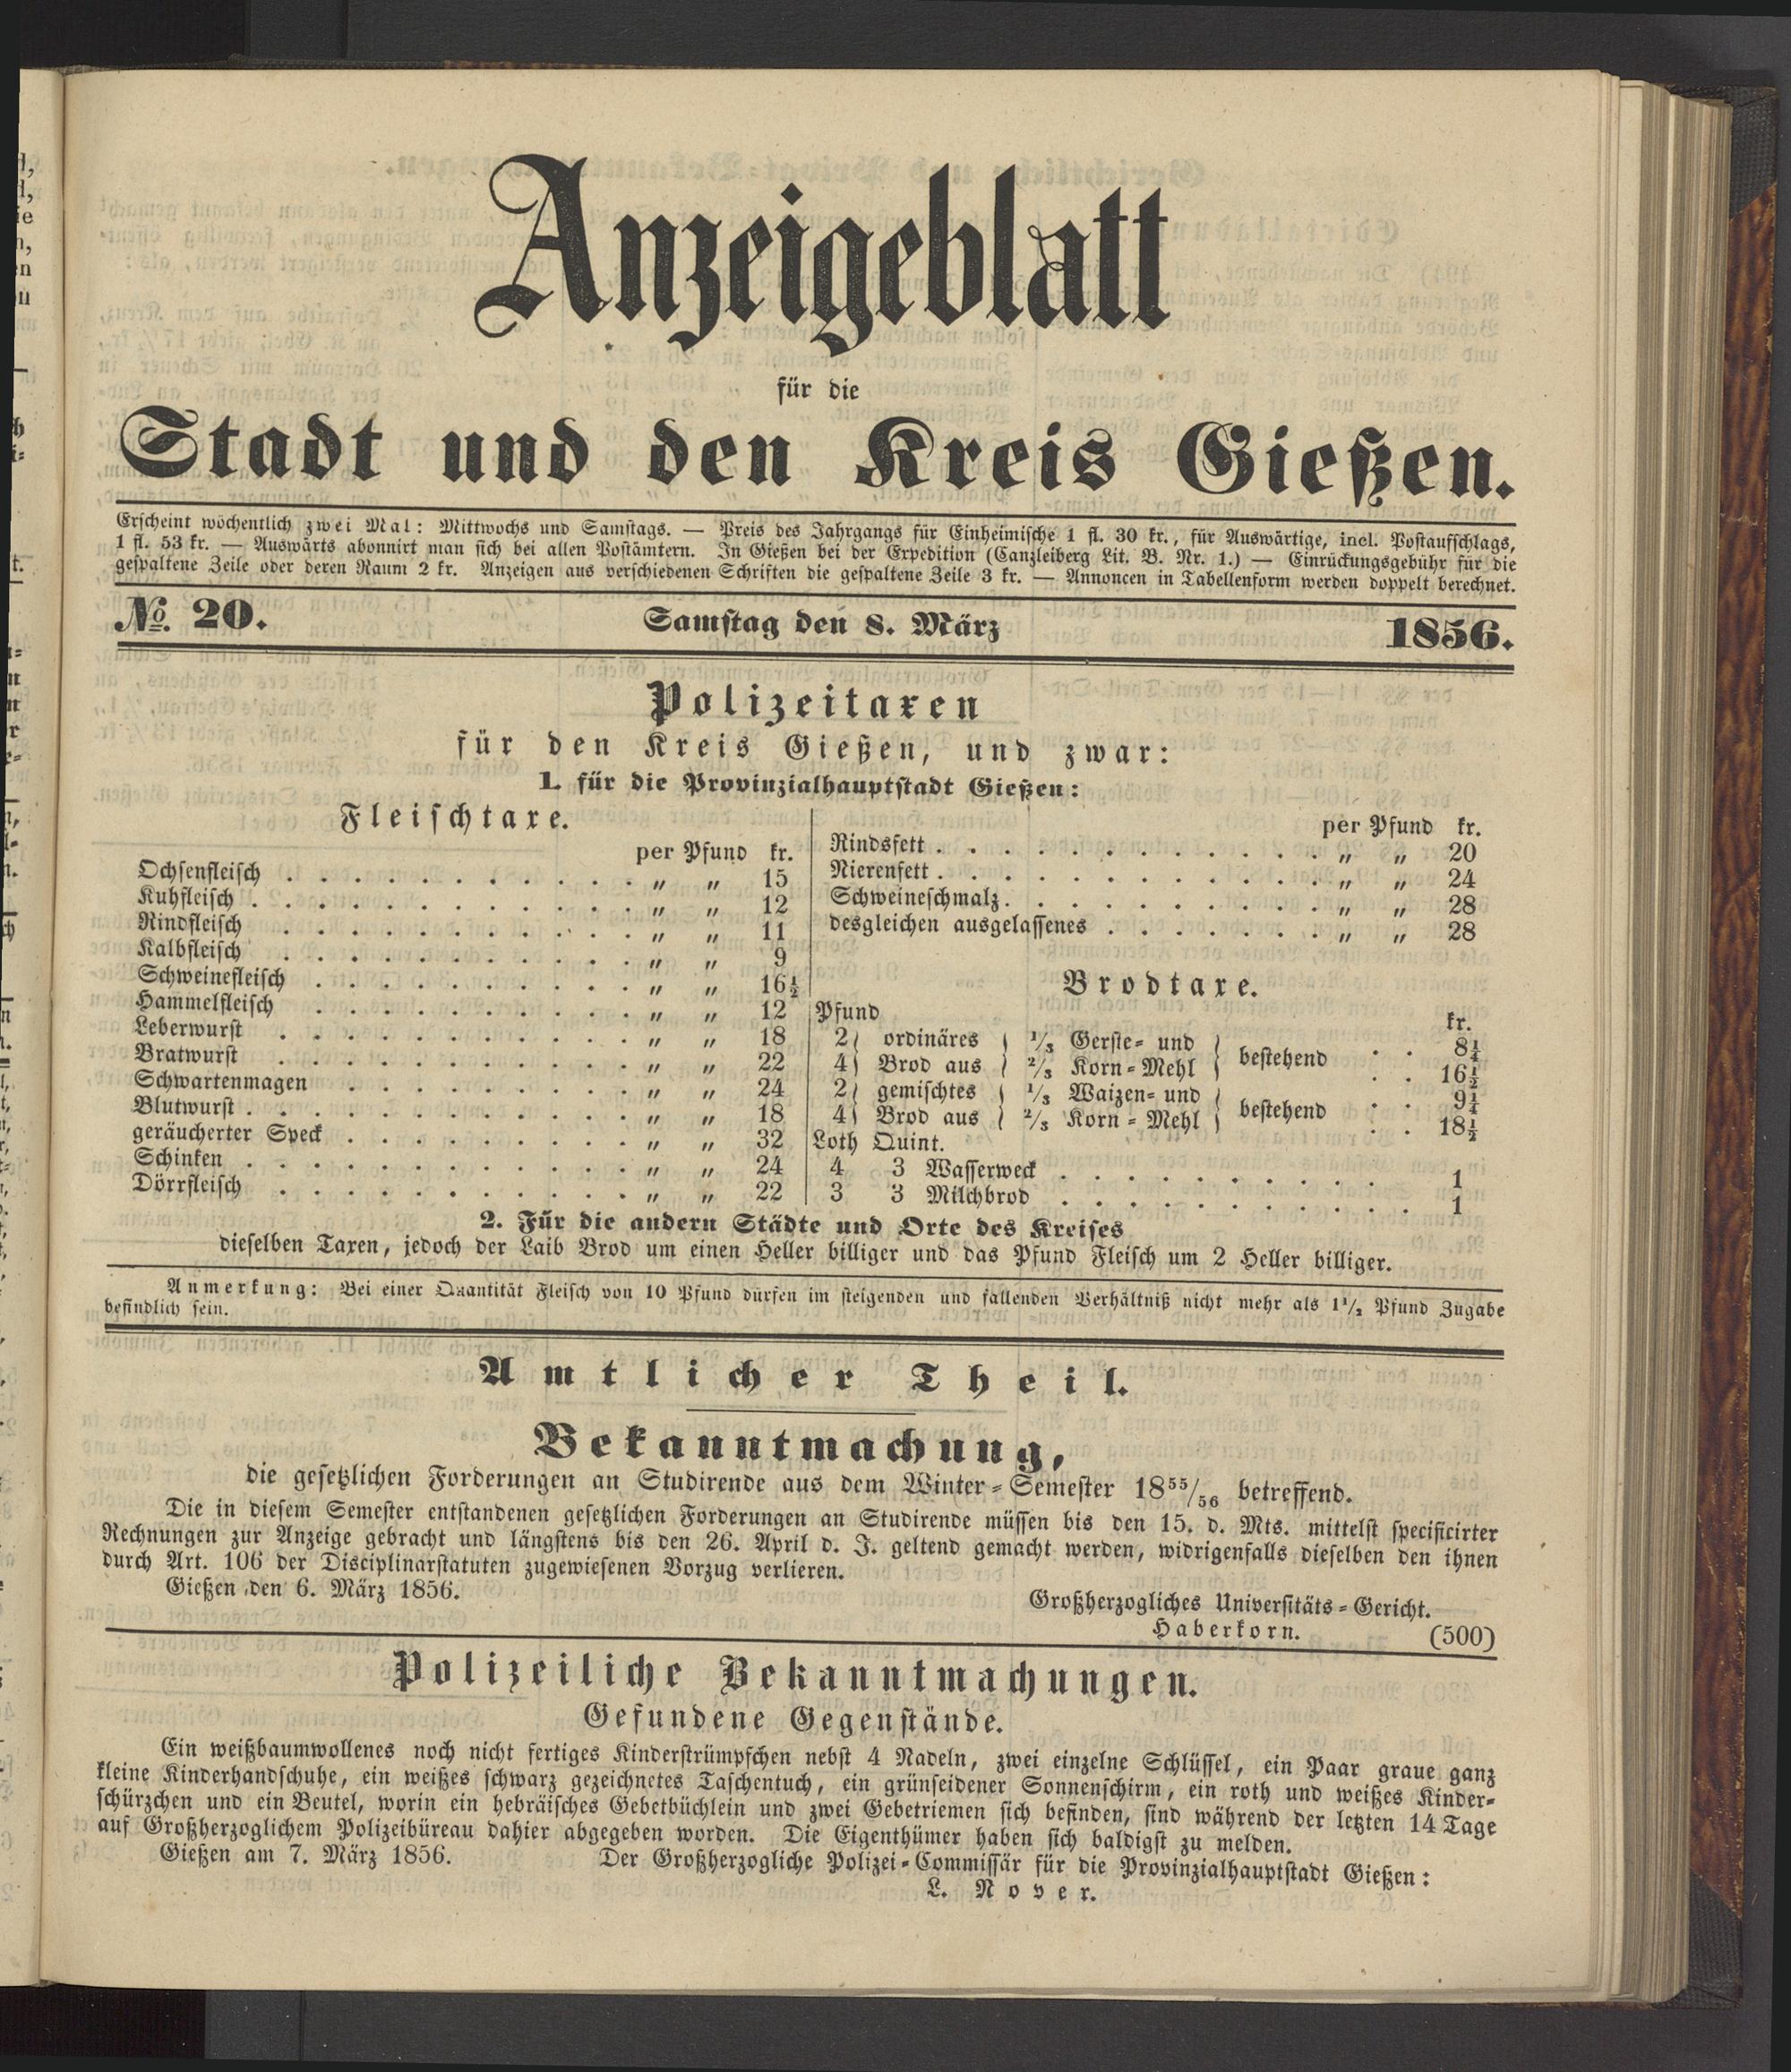 Anzeigeblatt
für die
Stadt und den Kreis Gießen.
Erscheint wöchentlich zwei Mal: Mittwochs und Samstags. — Preis des Jahrgangs für Einheimische 1 fl. 30 kr., für Auswärtige, incl. Postaufschlags,
1 fl. 53 kr. — Auswärts abonnirt man sich bei allen Postämtern. In Gießen bei der Expedition (Canzleiberg Lit. B. Nr. 1.) — Einrückungsgebühr für die
gespaltene Zeile oder deren Raum 2 kr. Anzeigen aus verschiedenen Schriften die gespaltene Zeile 3 kr. — Annoncen in Tabellenform werden doppelt berechnet.
No. 20. Samstag den 8. März 1856.
Polizeitaxen
für den Kreis Gießen, und zwar:
1. für die Provinzialhauptstadt Gießen:
Fleischtaxe.
per Pfund kr.
Ochsenfleisch . . . . . . . . . . . „ „ 15
Kuhfleisch . . . . . . . . . . . „ „ 12
Rindfleisch . . . . . . . . . . . „ „ 11
Kalbfleisch . . . . . . . . . . . „ „ 9
Schweinefleisch . . . . . . . . . . „ „ 16½
Hammelfleisch . . . . . . . . . . „ „ 12
Leberwurst . . . . . . . . . . . „ „ 18
Bratwurst . . . . . . . . . . . „ „ 22
Schwartenmagen . . . . . . . . . „ „ 24
Blutwurst . . . . . . . . . . . . „ „ 18
geräucherter Speck . . . . . . . . . „ „ 32
Schinken . . . . . . . . . . . . „ „ 24
Dörrfleisch . . . . . . . . . . . „ „ 22
per Pfund kr.
Rindsfett . . . . . . . . . . . . „ „ 20
Nierenfett . . . . . . . . . . . . „ „ 24
Schweineschmalz . . . . . . . . . . „ „ 28
desgleichen ausgelassenes . . . . . . . „ „ 28
Brodtaxe.
Pfund kr.
2) ordinäres ( 1/3 Gerste- und ) bestehend . . 8¼
4) Brod aus ( 2/3 Korn-Mehl ) . . 16½
2) gemischtes ( 1/3 Waizen- und ) bestehend . . 9¼
4) Brod aus ( 2/3 Korn-Mehl ) . . 18½
Loth Quint.
4 3 Wasserweck . . . . . . . . . . 1
3 3 Milchbrod . . . . . . . . . . . 1
2. Für die andern Städte und Orte des Kreises
dieselben Taxen, jedoch der Laib Brod um einen Heller billiger und das Pfund Fleisch um 2 Heller billiger.
Anmerkung: Bei einer Quantität Fleisch von 10 Pfund dürfen im steigenden und fallenden Verhältniß nicht mehr als 1½ Pfund Zugabe
befindlich sein.
Amtlicher Theil.
Bekanntmachung,
die gesetzlichen Forderungen an Studirende aus dem Winter-Semester 1855/56 betreffend.
Die in diesem Semester entstandenen gesetzlichen Forderungen an Studirende müssen bis den 15. d. Mts. mittelst specificirter
Rechnungen zur Anzeige gebracht und längstens bis den 26. April d. J. geltend gemacht werden, widrigenfalls dieselben den ihnen
durch Art. 106 der Disciplinarstatuten zugewiesenen Vorzug verlieren.
Gießen den 6. März 1856.
Großherzogliches Universitäts-Gericht.
Haberkorn. (500)
Polizeiliche Bekanntmachungen.
Gefundene Gegenstände.
Ein weißbaumwollenes noch nicht fertiges Kinderstrümpfchen nebst 4 Nadeln, zwei einzelne Schlüssel, ein Paar graue ganz
kleine Kinderhandschuhe, ein weißes schwarz gezeichnetes Taschentuch, ein grünseidener Sonnenschirm, ein roth und weißes Kinder-
schürzchen und ein Beutel, worin ein hebräisches Gebetbüchlein und zwei Gebetriemen sich befinden, sind während der letzten 14 Tage
auf Großherzoglichem Polizeibüreau dahier abgegeben worden. Die Eigenthümer haben sich baldigst zu melden.
Gießen am 7. März 1856. Der Großherzogliche Polizei-Commissär für die Provinzialhauptstadt Gießen:
L. Nover.